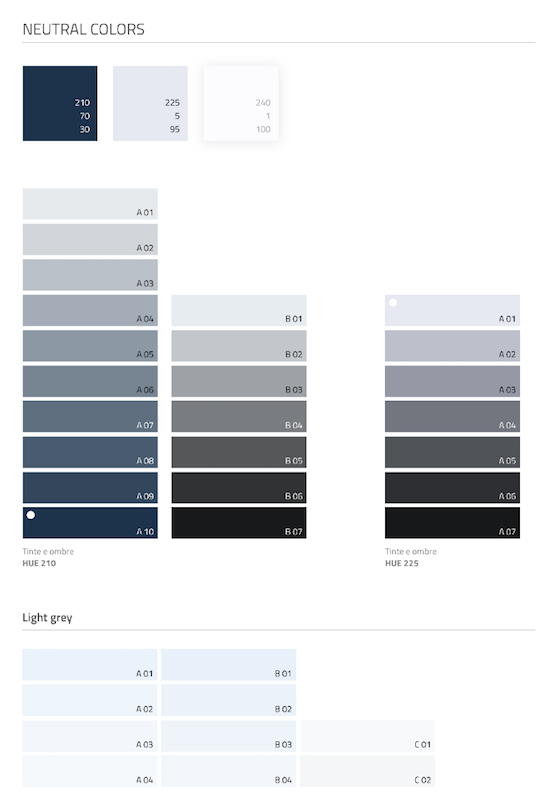 NEUTRAL COLORS
210
70
30
225
5
95
240
1
100
A 01
A 02
A 03
A 04
A 05
A 06
A 07
A 08
A 09
A 10
Tinte e ombre
HUE 210
B 01
B 02
B 03
B 04
B 05
B 06
B 07
A 01
A 02
A 03
A 04
A 05
A 06
A 07
Tinte e ombre
HUE 225
Light grey
A 01
A 02
A 03
A 04
B 01
B 02
B 03
B 04
C 01
C 02